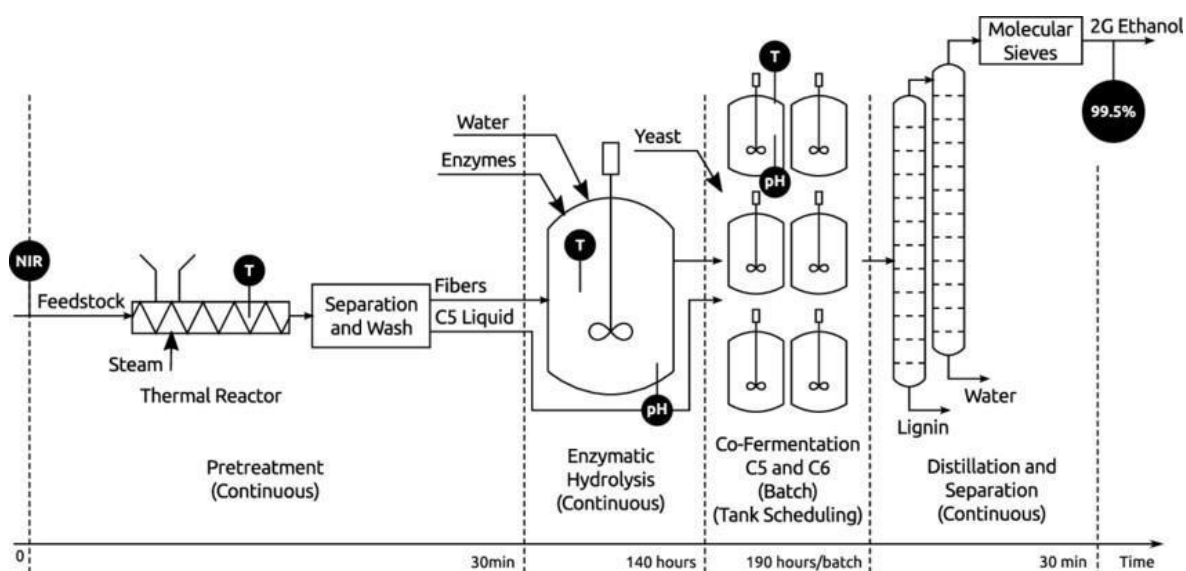 Molecular
Sieves
2G Ethanol
99.5%
T
Water
Enzymes
Yeast
pH
NIR
Feedstock
T
Steam
Thermal Reactor
Separation
and Wash
Fibers
C5 Liquid
T
pH
Water
Lignin
Pretreatment
(Continuous)
Enzymatic
Hydrolysis
(Continuous)
Co-Fermentation
C5 and C6
(Batch)
(Tank Scheduling)
Distillation and
Separation
(Continuous)
0
30min
140 hours
190 hours/batch
30 min
Time